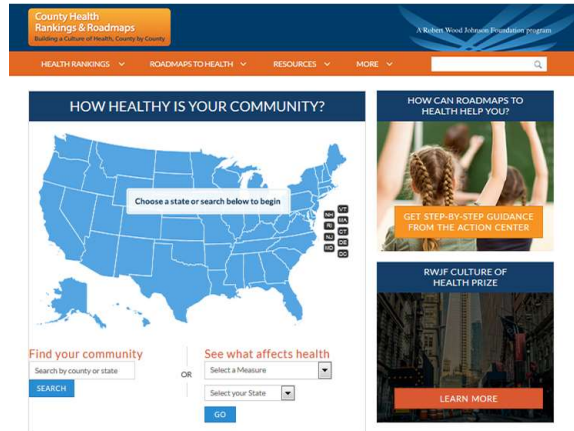 County Health
Rankings & Roadmaps
Building a Culture of Health, County by County
A Robert Wood Johnson Foundation program
HEALTH RANKINGS
ROADMAPS TO HEALTH
RESOURCES
MORE
HOW HEALTHY IS YOUR COMMUNITY?
Choose a state or search below to begin
NH
VT
MA
RI
CT
NJ
DE
MD
DC
Find your community
Search by county or state
SEARCH
OR
See what affects health
Select a Measure
Select your State
GO
HOW CAN ROADMAPS TO
HEALTH HELP YOU?
GET STEP-BY-STEP GUIDANCE
FROM THE ACTION CENTER
RWJF CULTURE OF
HEALTH PRIZE
LEARN MORE